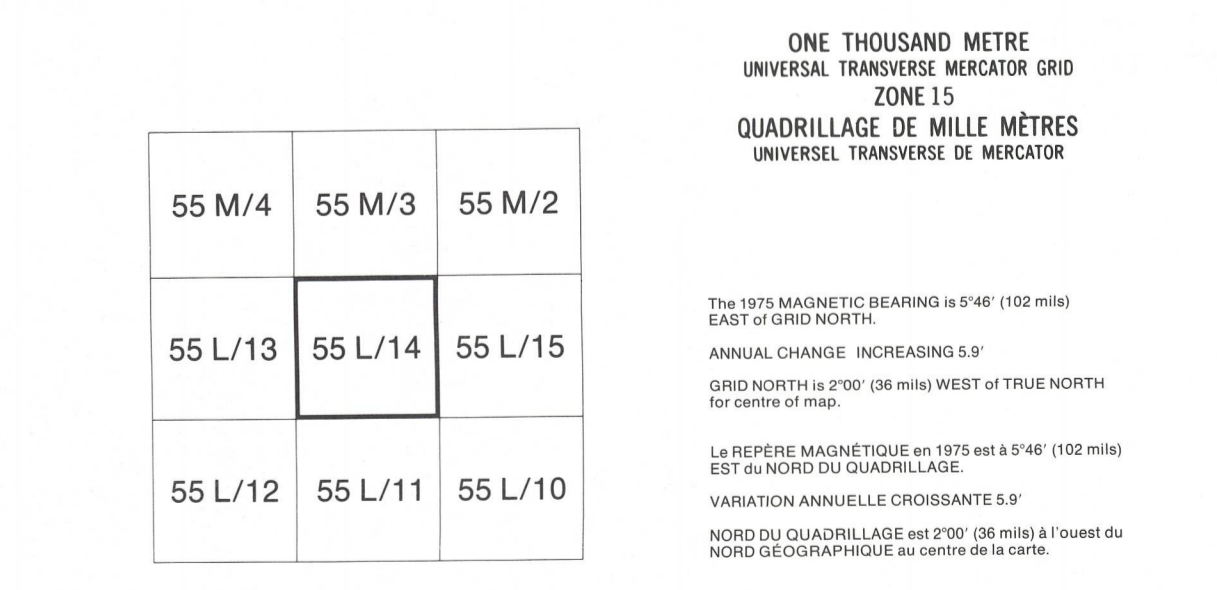 ONE THOUSAND METRE
UNIVERSAL TRANSVERSE MERCATOR GRID
ZONE 15
QUADRILLAGE DE MILLE MÈTRES
UNIVERSEL TRANSVERSE DE MERCATOR
55 M/4 55 M/3 55 M/2
55 L/13 55 L/14 55 L/15
55 L/12 55 L/11 55 L/10
The 1975 MAGNETIC BEARING is 5°46′ (102 mils)
EAST of GRID NORTH.
ANNUAL CHANGE INCREASING 5.9′
GRID NORTH is 2°00′ (36 mils) WEST of TRUE NORTH
for centre of map.
Le REPÈRE MAGNÉTIQUE en 1975 est à 5°46′ (102 mils)
EST du NORD DU QUADRILLAGE.
VARIATION ANNUELLE CROISSANTE 5.9′
NORD DU QUADRILLAGE est 2°00′ (36 mils) à l'ouest du
NORD GÉOGRAPHIQUE au centre de la carte.